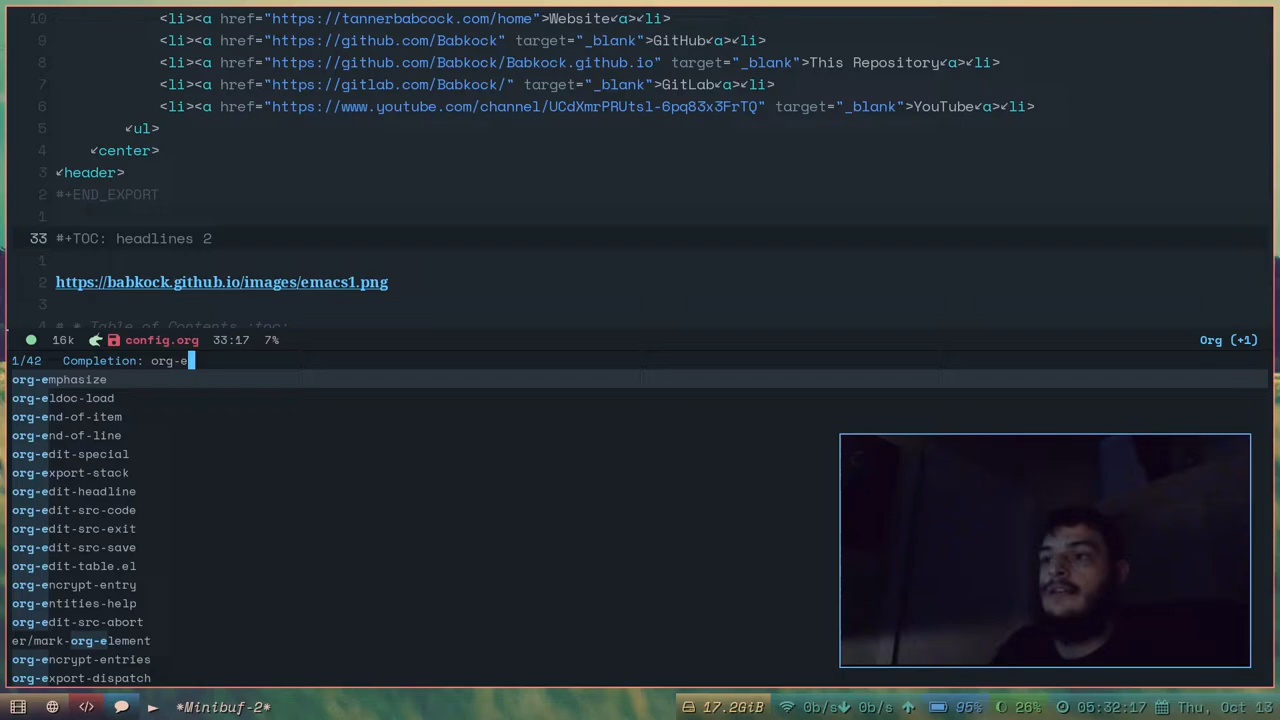 10 <li><a href="https://tannerbabcock.com/home">Website</a></li>
9 <li><a href="https://github.com/Babkock" target="_blank">GitHub</a></li>
8 <li><a href="https://github.com/Babkock/Babkock.github.io" target="_blank">This Repository</a></li>
7 <li><a href="https://gitlab.com/Babkock/" target="_blank">GitLab</a></li>
6 <li><a href="https://www.youtube.com/channel/UCdXmrPRUtsl-6pq83x3FrTQ" target="_blank">YouTube</a></li>
5 </ul>
4 </center>
3 </header>
2 #+END_EXPORT
1
33 #+TOC: headlines 2
1
2 https://babkock.github.io/images/emacs1.png
3
4 # * Table of Contents :toc:
16k config.org 33:17 7% Org (+1)
1/42 Completion: org-e
org-emphasize
org-eldoc-load
org-end-of-item
org-end-of-line
org-edit-special
org-export-stack
org-edit-headline
org-edit-src-code
org-edit-src-exit
org-edit-src-save
org-edit-table.el
org-encrypt-entry
org-entities-help
org-edit-src-abort
er/mark-org-element
org-encrypt-entries
org-export-dispatch
*Minibuf-2* 17.2GiB 0b/s 0b/s 95% 26% 05:32:17 Thu, Oct 13